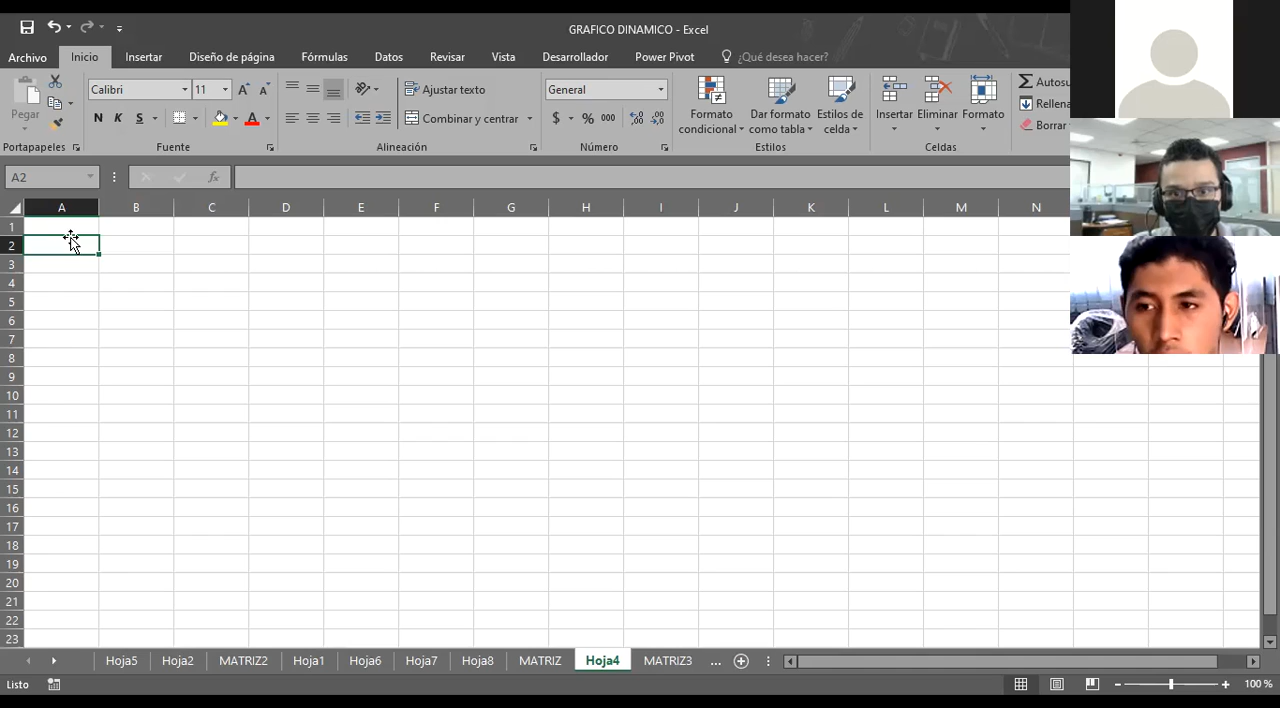 GRAFICO DINAMICO - Excel
Archivo Inicio Insertar Diseño de página Fórmulas Datos Revisar Vista Desarrollador Power Pivot ¿Qué desea hacer?
Pegar
Calibri 11
N K S
Ajustar texto
Combinar y centrar
General
$ % 000
Formato condicional
Dar formato como tabla
Estilos de celda
Insertar Eliminar Formato
Autosu
Rellena
Borrar
Portapapeles Fuente Alineación Número Estilos Celdas
A2 fx
A B C D E F G H I J K L M N
1
2
3
4
5
6
7
8
9
10
11
12
13
14
15
16
17
18
19
20
21
22
23
Hoja5 Hoja2 MATRIZ2 Hoja1 Hoja6 Hoja7 Hoja8 MATRIZ Hoja4 MATRIZ3 ...
Listo 100 %